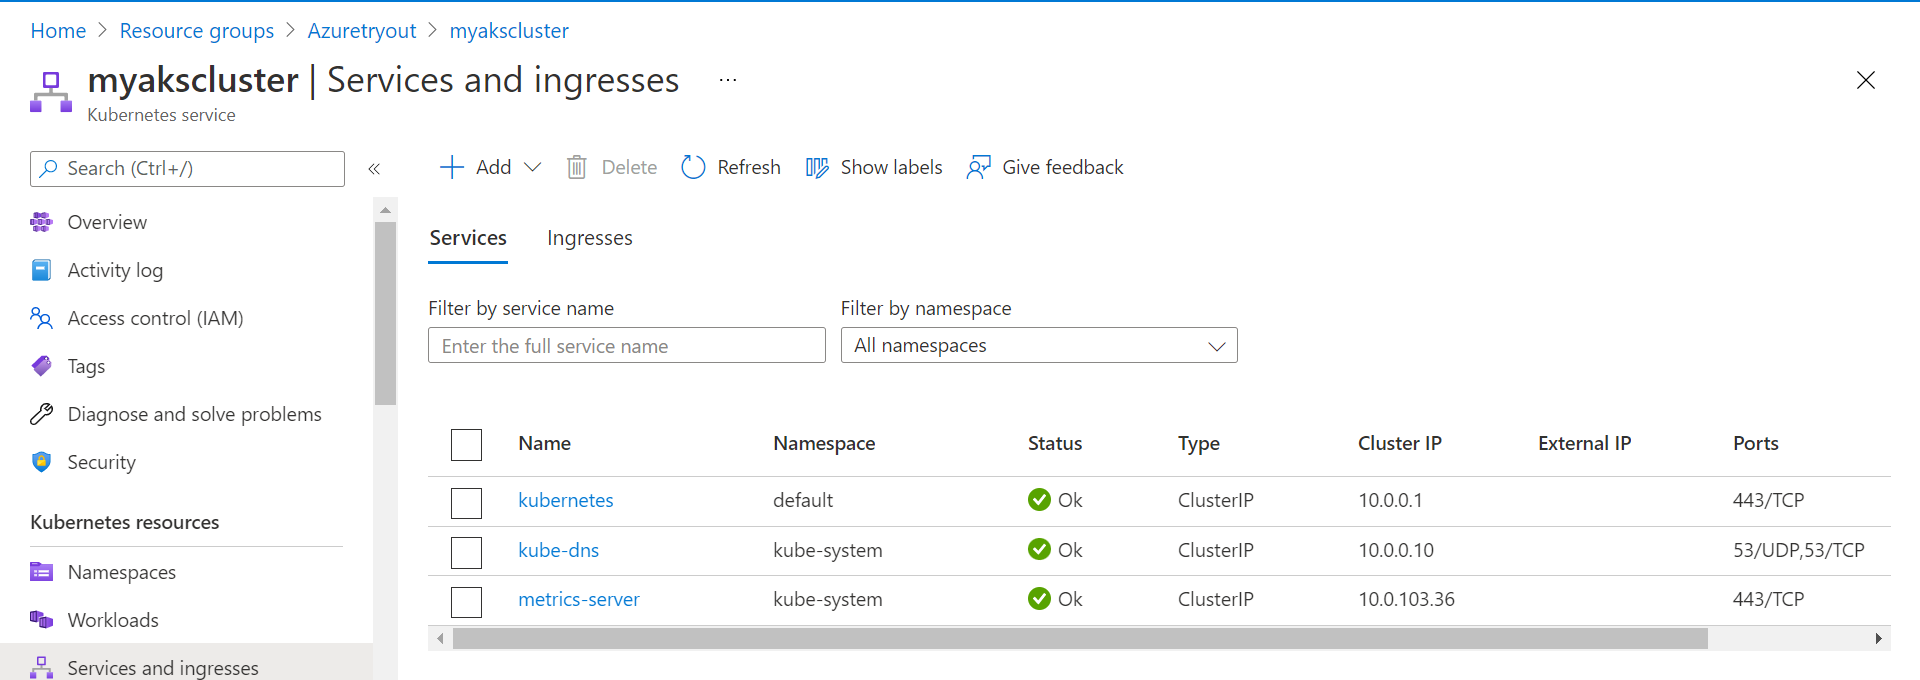 Home > Resource groups > Azuretryout > myakscluster
myakscluster | Services and ingresses ...
Kubernetes service
Search (Ctrl+/) «
Add Delete Refresh Show labels Give feedback
Overview
Activity log
Access control (IAM)
Tags
Diagnose and solve problems
Security
Kubernetes resources
Namespaces
Workloads
Services and ingresses
Services Ingresses
Filter by service name Filter by namespace
Enter the full service name All namespaces
Name Namespace Status Type Cluster IP External IP Ports
kubernetes default Ok ClusterIP 10.0.0.1 443/TCP
kube-dns kube-system Ok ClusterIP 10.0.0.10 53/UDP,53/TCP
metrics-server kube-system Ok ClusterIP 10.0.103.36 443/TCP